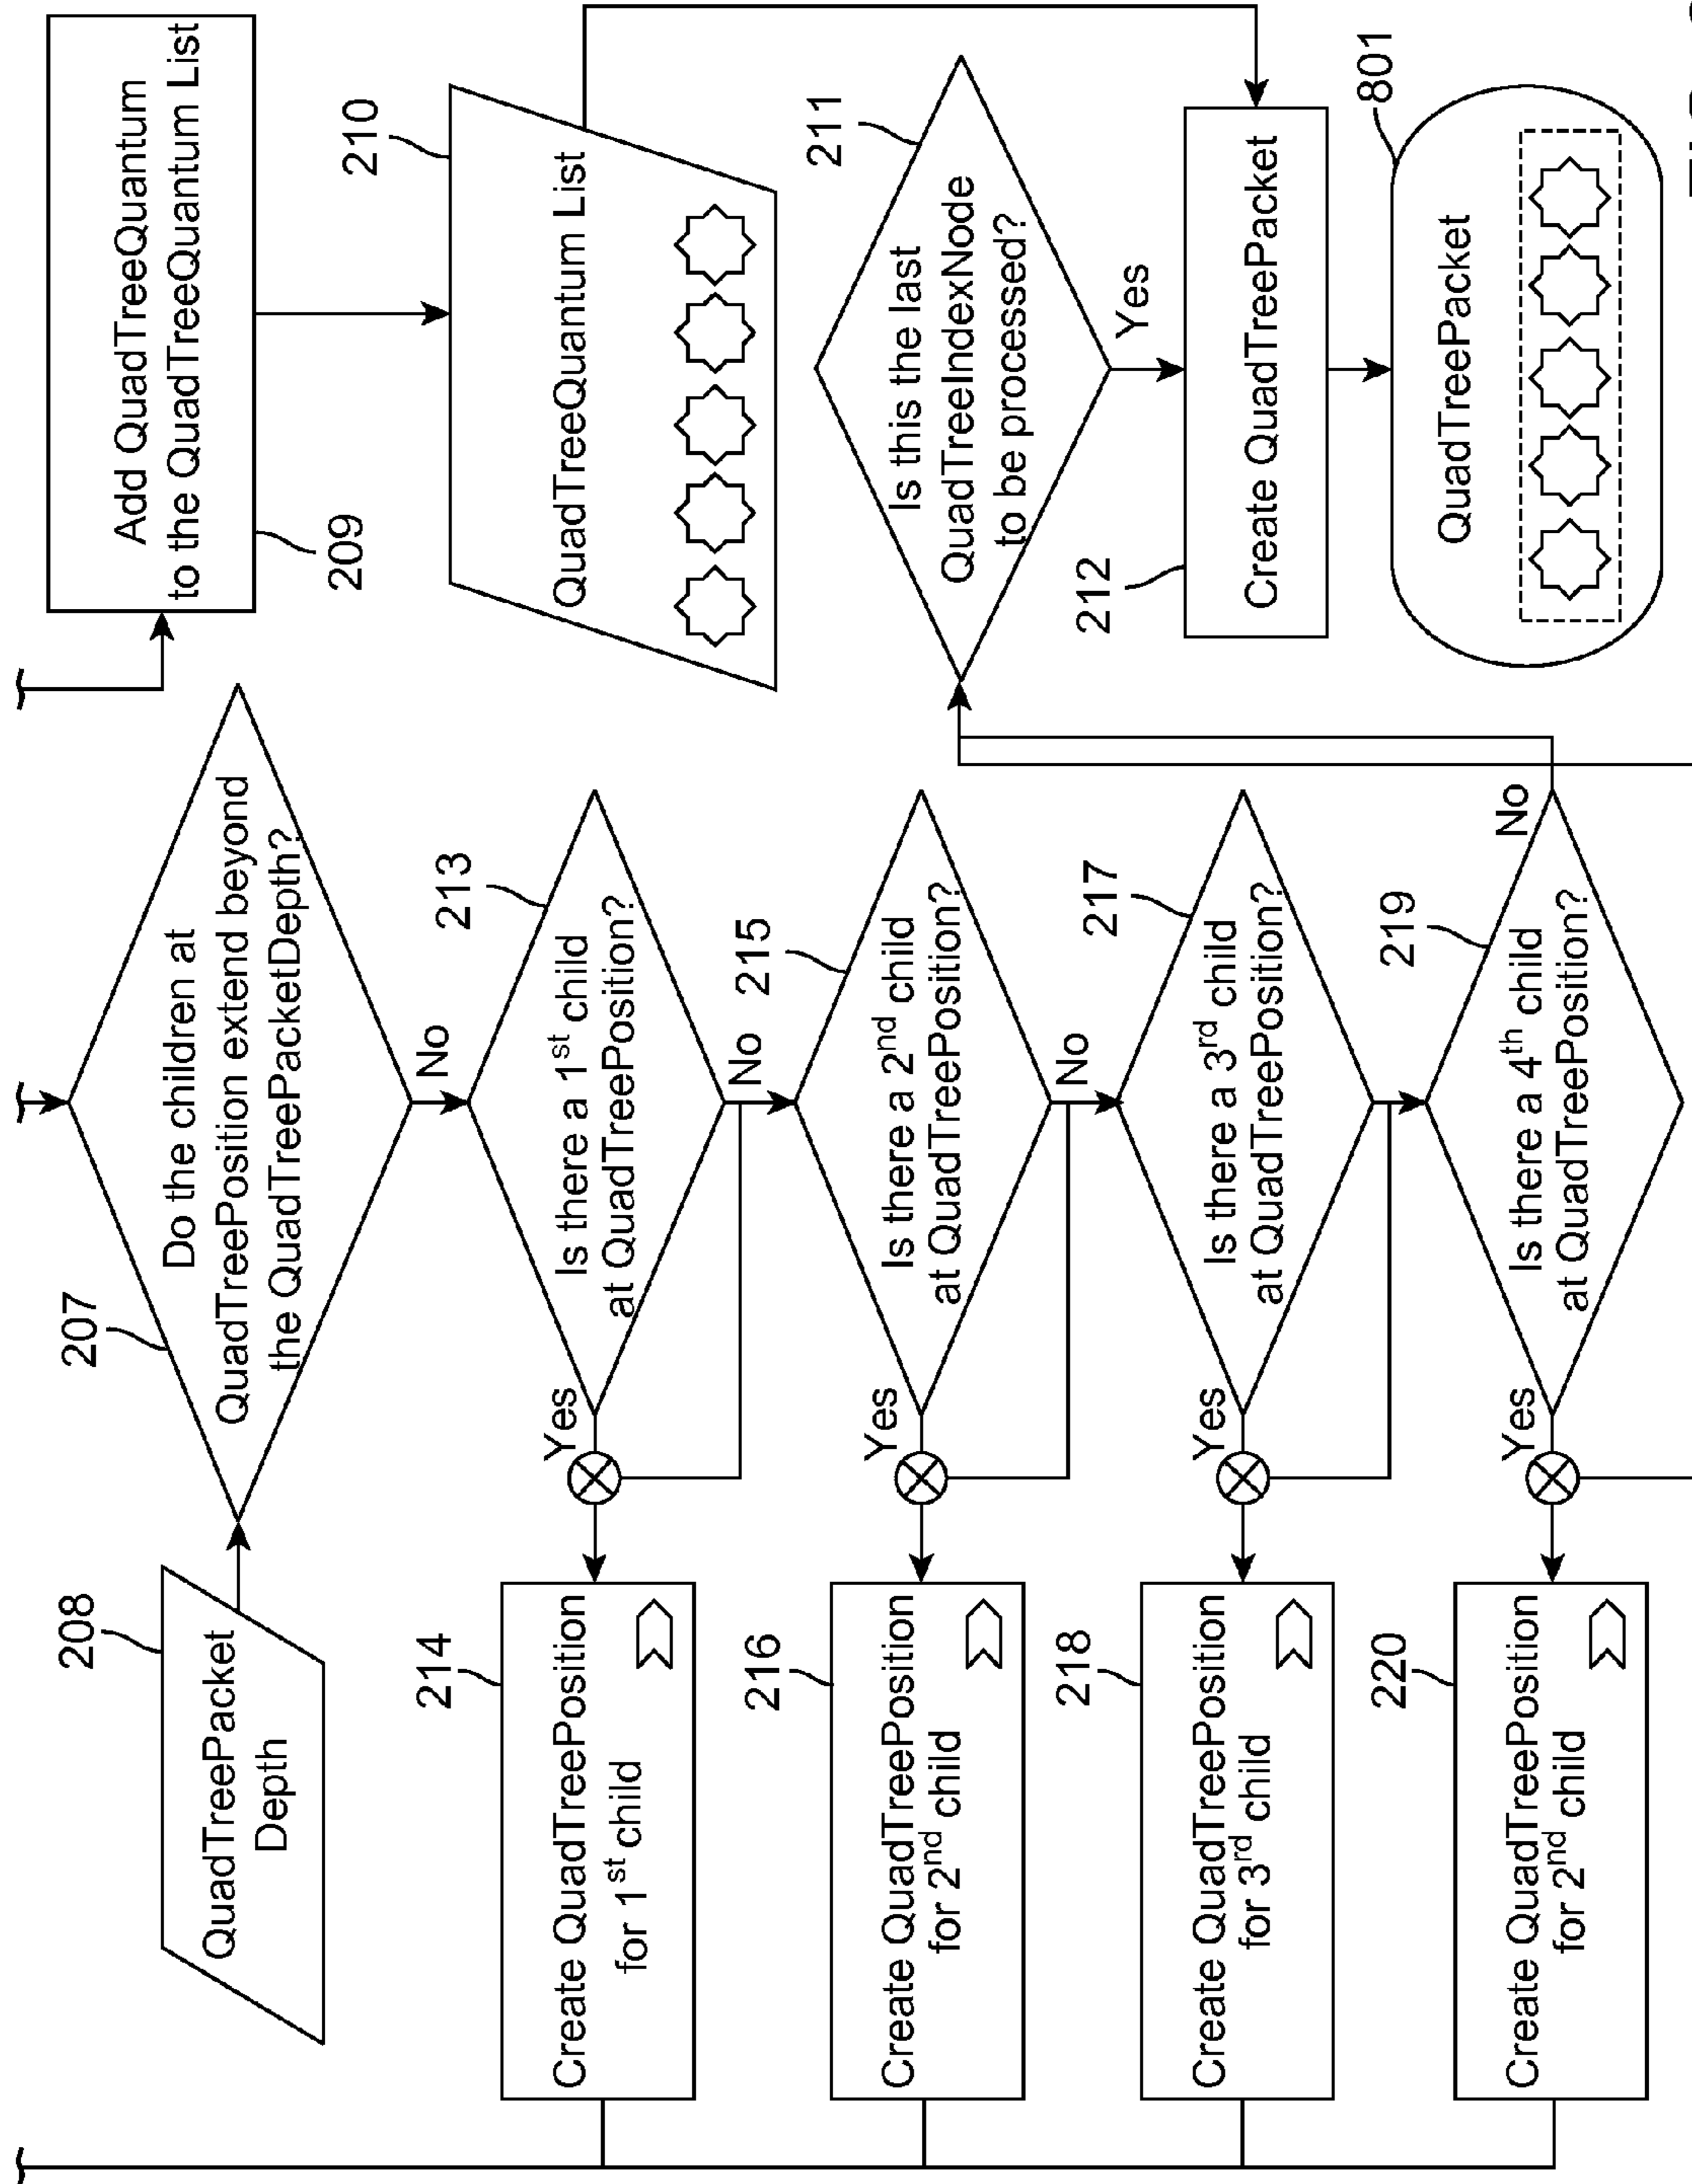 208
QuadTreePacket
Depth
207
Do the children at
QuadTreePosition extend beyond
the QuadTreePacketDepth?
No
213
Is there a 1st child
at QuadTreePosition?
Yes
No
214
Create QuadTreePosition
for 1st child
215
Is there a 2nd child
at QuadTreePosition?
Yes
No
216
Create QuadTreePosition
for 2nd child
217
Is there a 3rd child
at QuadTreePosition?
Yes
218
Create QuadTreePosition
for 3rd child
219
Is there a 4th child
at QuadTreePosition?
Yes
No
220
Create QuadTreePosition
for 2nd child
Add QuadTreeQuantum
to the QuadTreeQuantum List
209
210
QuadTreeQuantum List
211
Is this the last
QuadTreeIndexNode
to be processed?
Yes
212
Create QuadTreePacket
801
QuadTreePacket